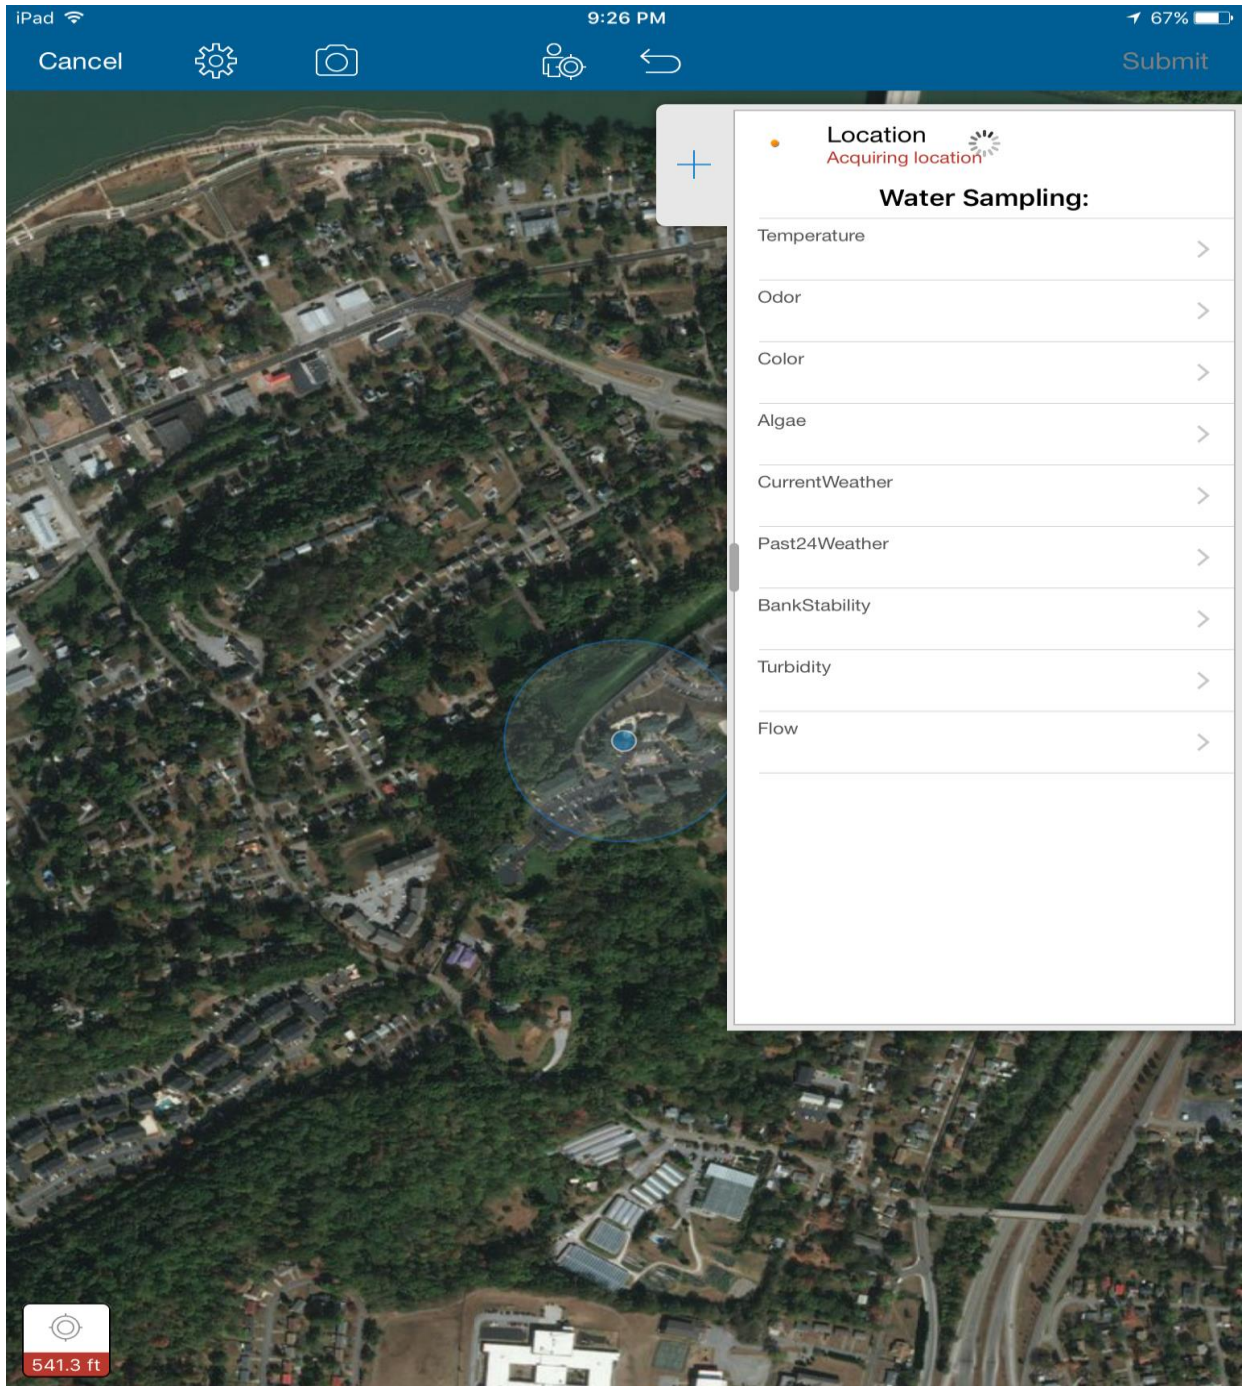 iPad 9:26 PM 67%
Cancel Submit
Location
Acquiring location
Water Sampling:
Temperature
Odor
Color
Algae
CurrentWeather
Past24Weather
BankStability
Turbidity
Flow
541.3 ft